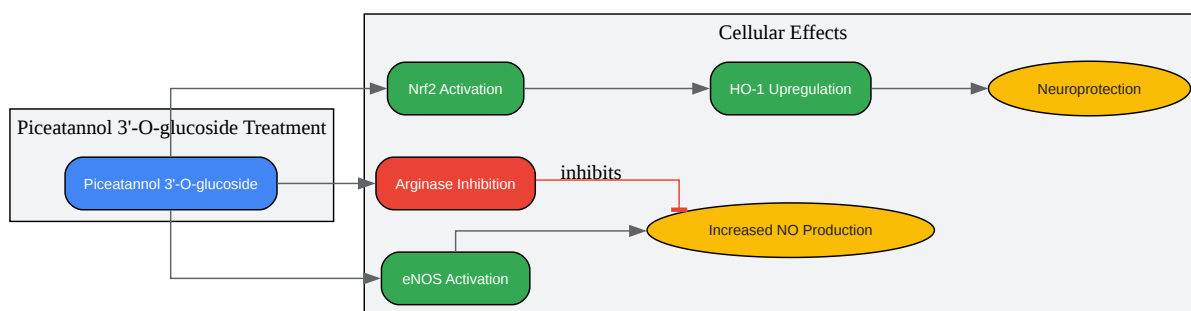 Cellular Effects
Nrf2 Activation
HO-1 Upregulation
Neuroprotection
Piceatannol 3'-O-glucoside Treatment
Piceatannol 3'-O-glucoside
Arginase Inhibition
inhibits
Increased NO Production
eNOS Activation